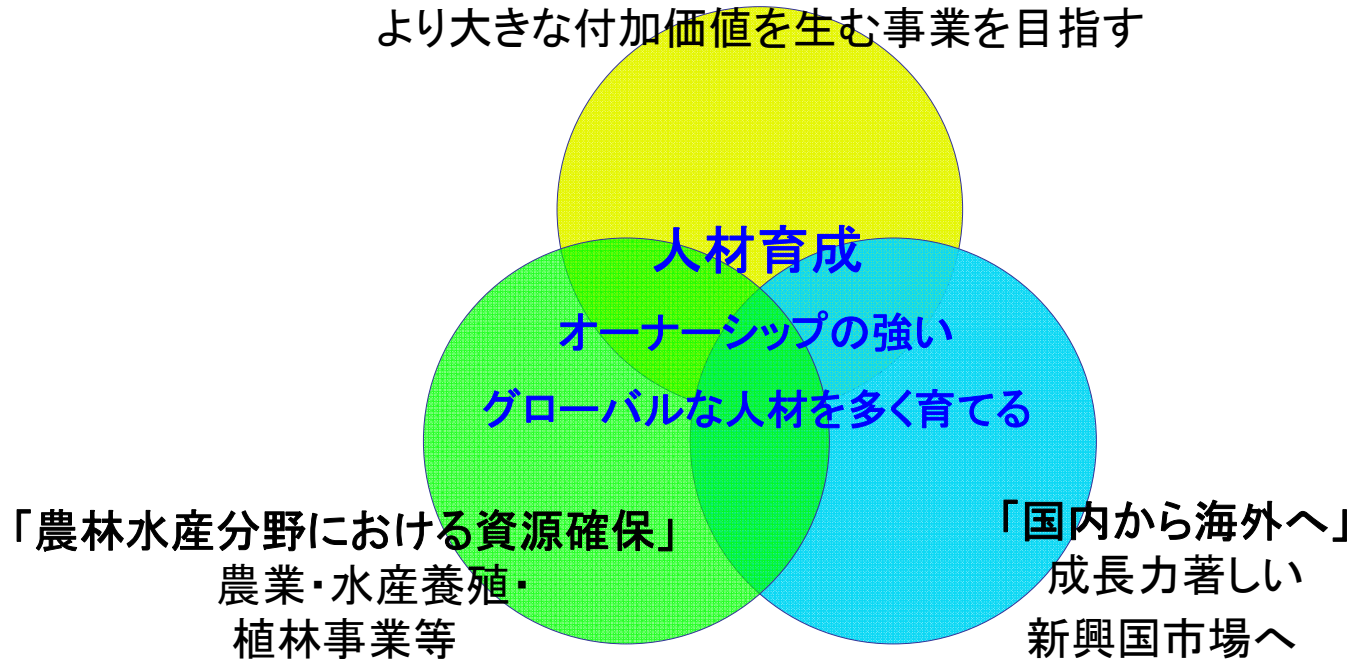 より大きな付加価値を生む事業を目指す
人材育成
オーナーシップの強い
グローバルな人材を多く育てる
「農林水産分野における資源確保」
農業・水産養殖・
植林事業等
「国内から海外へ」
成長力著しい
新興国市場へ